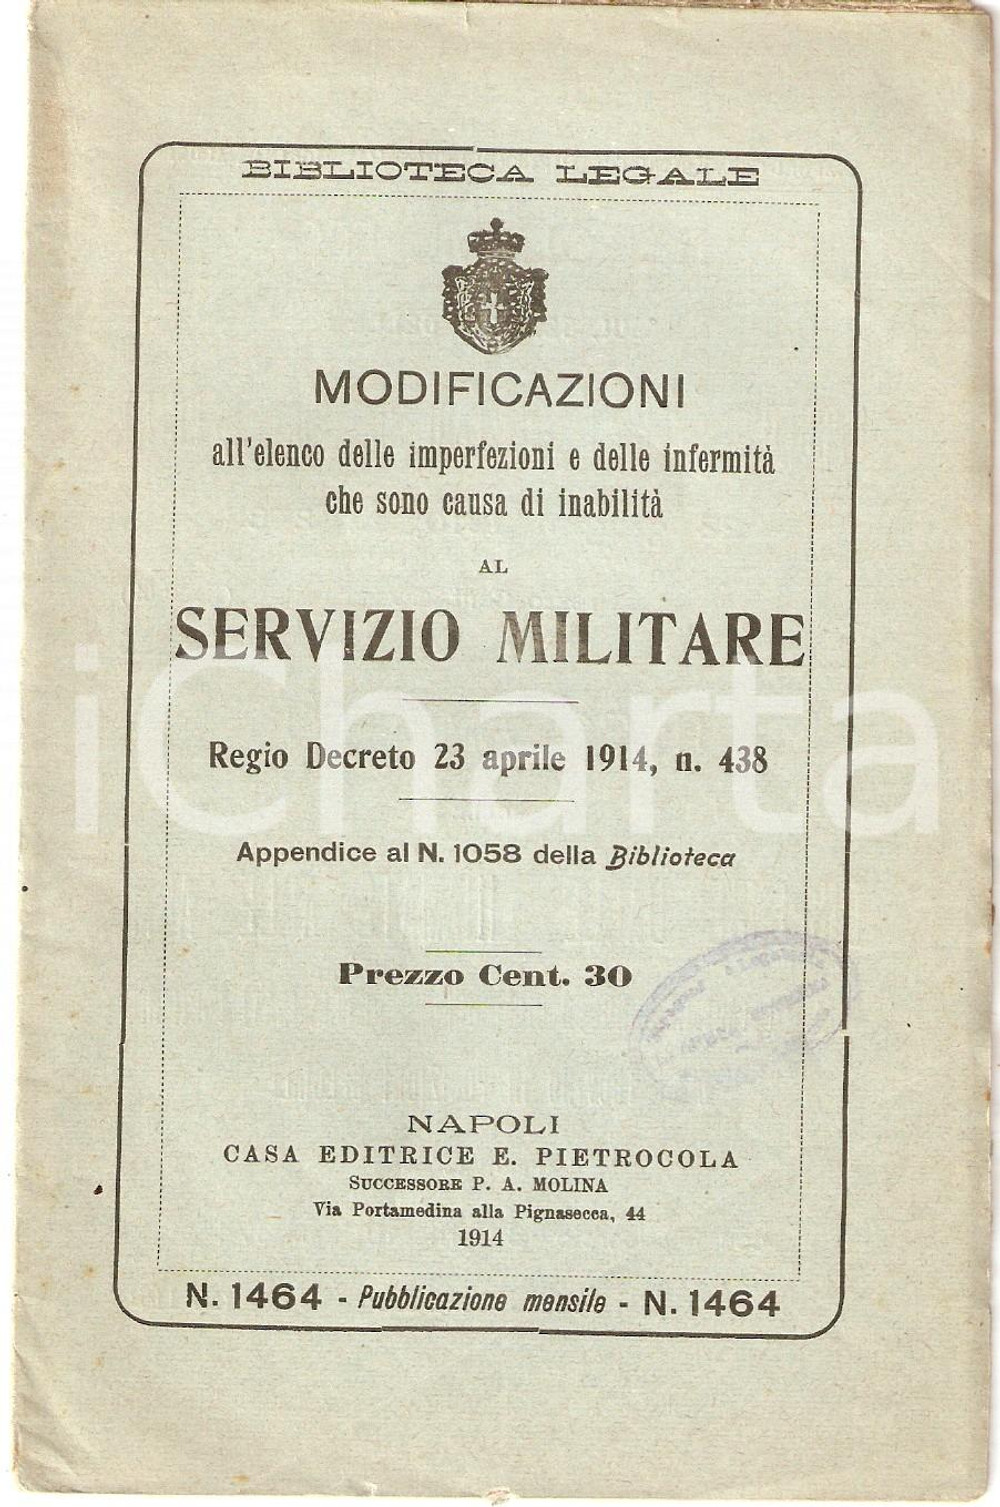 BIBLIOTECA LEGALE
MODIFICAZIONI
all'elenco delle imperfezioni e delle infermità
che sono causa di inabilità
AL
SERVIZIO MILITARE
iCharta
Regio Decreto 23 aprile 1914, n. 438
Appendice al N. 1058 della Biblioteca
Prezzo Cent. 30
NAPOLI
CASA EDITRICE E. PIETROCOLA
SUCCESSORE P. A. MOLINA
Via Portamedina alla Pignasecca, 44
1914
N. 1464 - Pubblicazione mensile - N. 1464